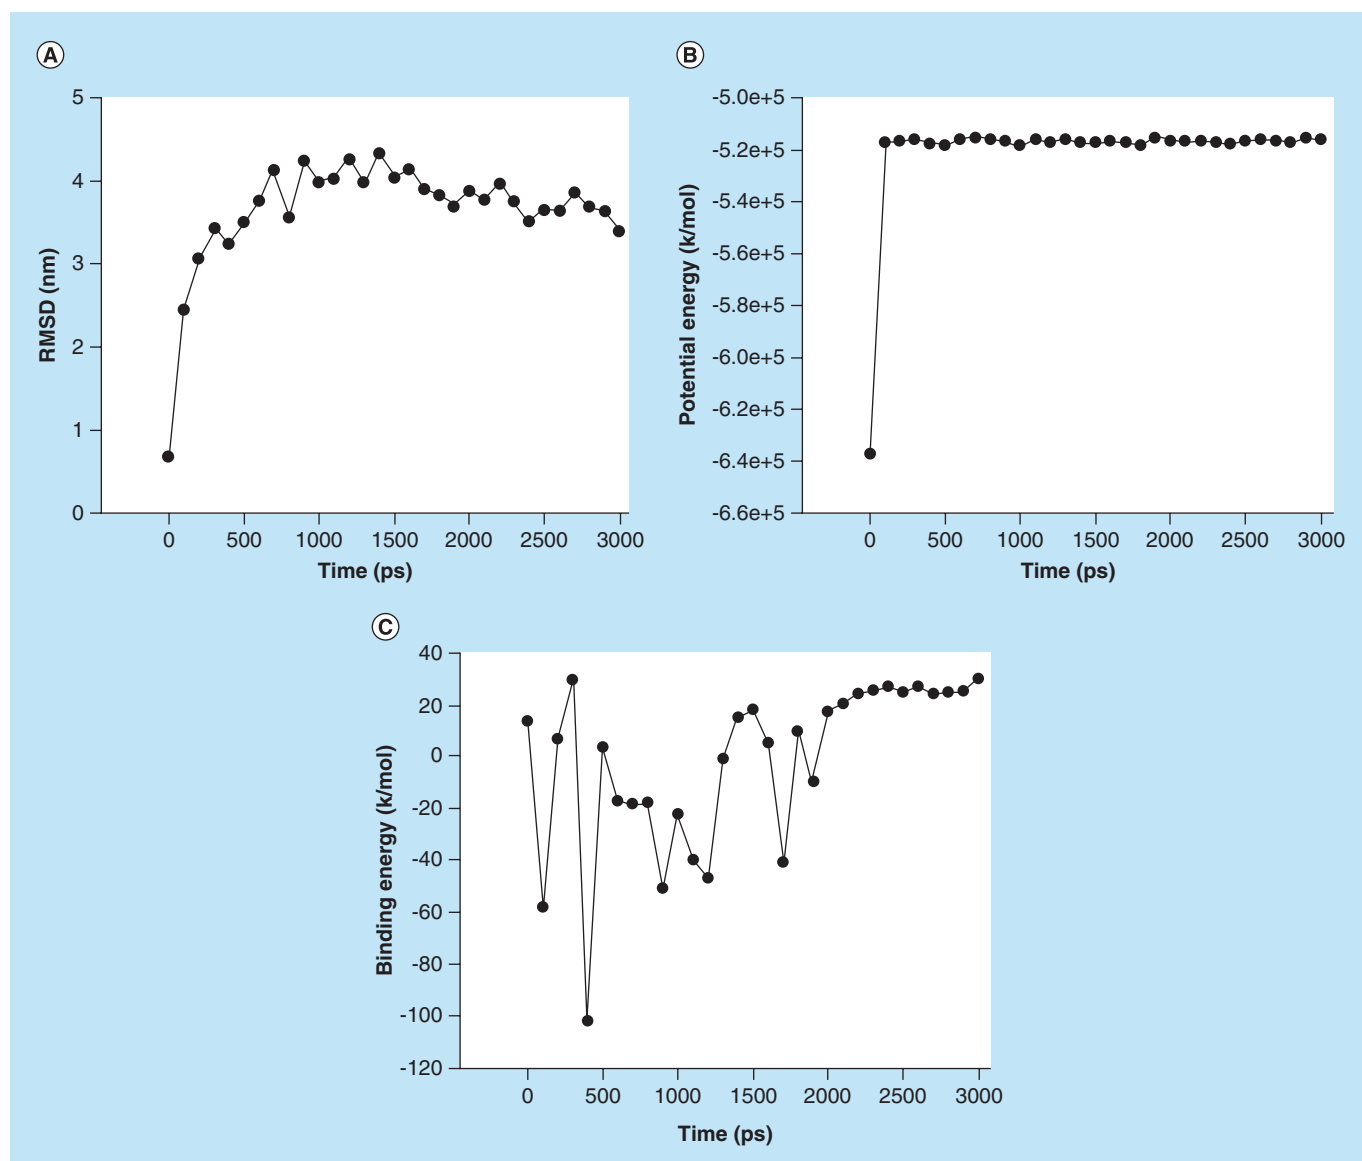 A
B
5
4
3
2
1
0
RMSD (nm)
0 500 1000 1500 2000 2500 3000
Time (ps)
-5.0e+5
-5.2e+5
-5.4e+5
-5.6e+5
-5.8e+5
-6.0e+5
-6.2e+5
-6.4e+5
-6.6e+5
Potential energy (k/mol)
0 500 1000 1500 2000 2500 3000
Time (ps)
C
40
20
0
-20
-40
-60
-80
-100
-120
Binding energy (k/mol)
0 500 1000 1500 2000 2500 3000
Time (ps)